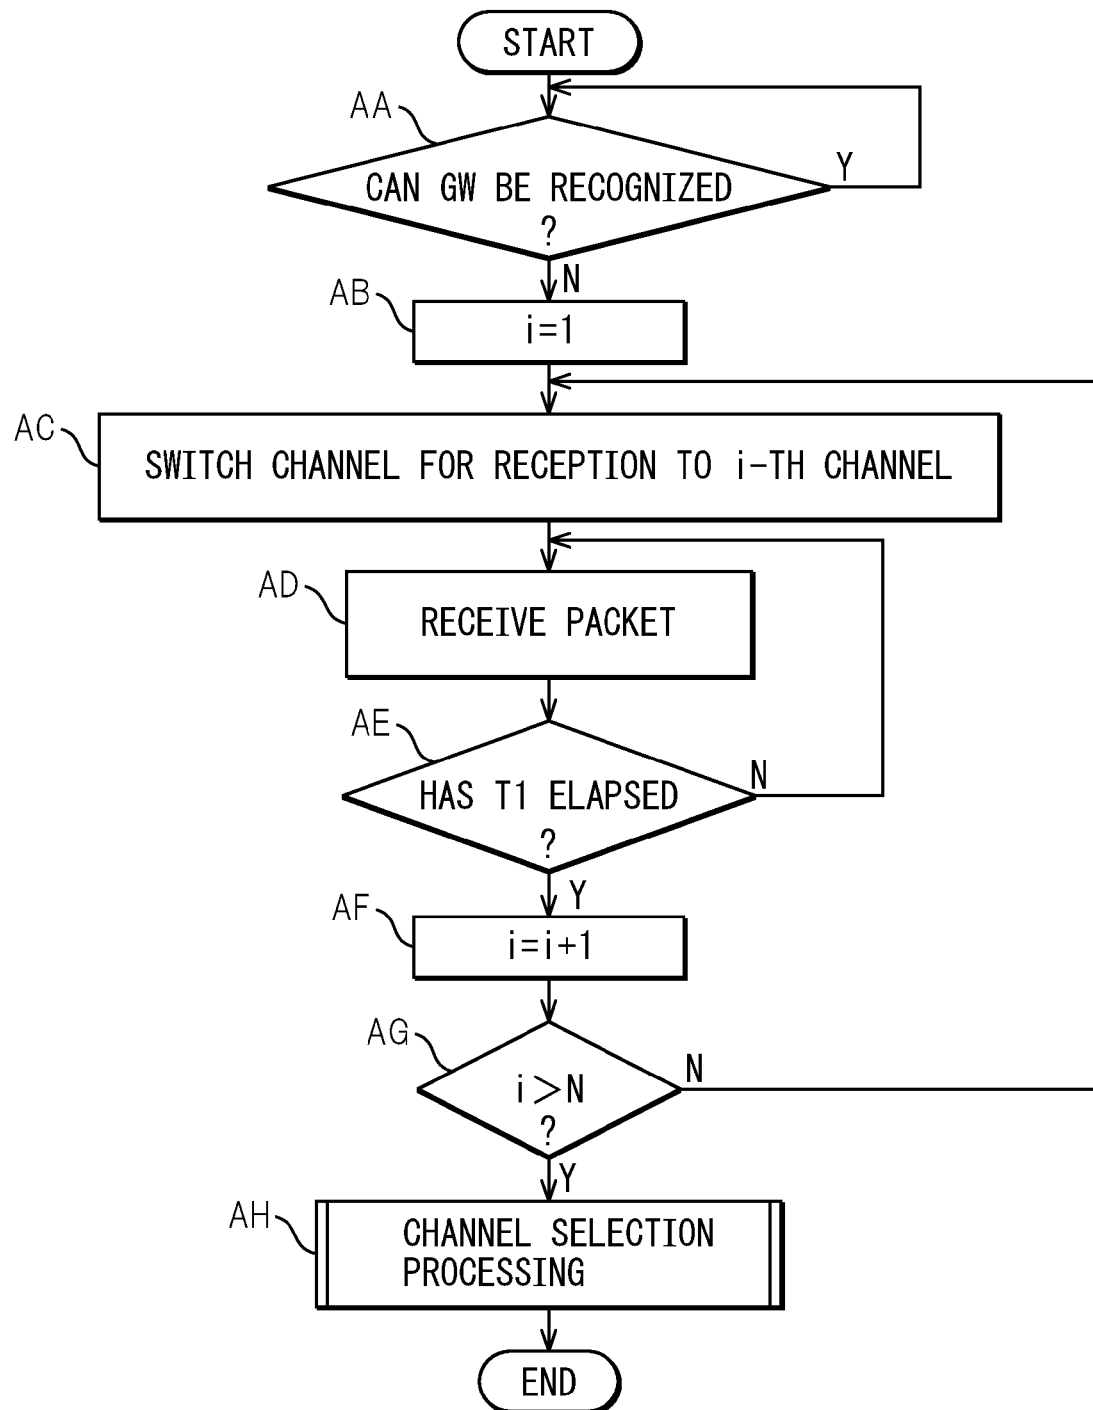 START
AA
CAN GW BE RECOGNIZED
?
Y
N
AB
i=1
AC
SWITCH CHANNEL FOR RECEPTION TO i-TH CHANNEL
AD
RECEIVE PACKET
AE
HAS T1 ELAPSED
?
N
Y
AF
i=i+1
AG
i>N
?
N
Y
AH
CHANNEL SELECTION
PROCESSING
END